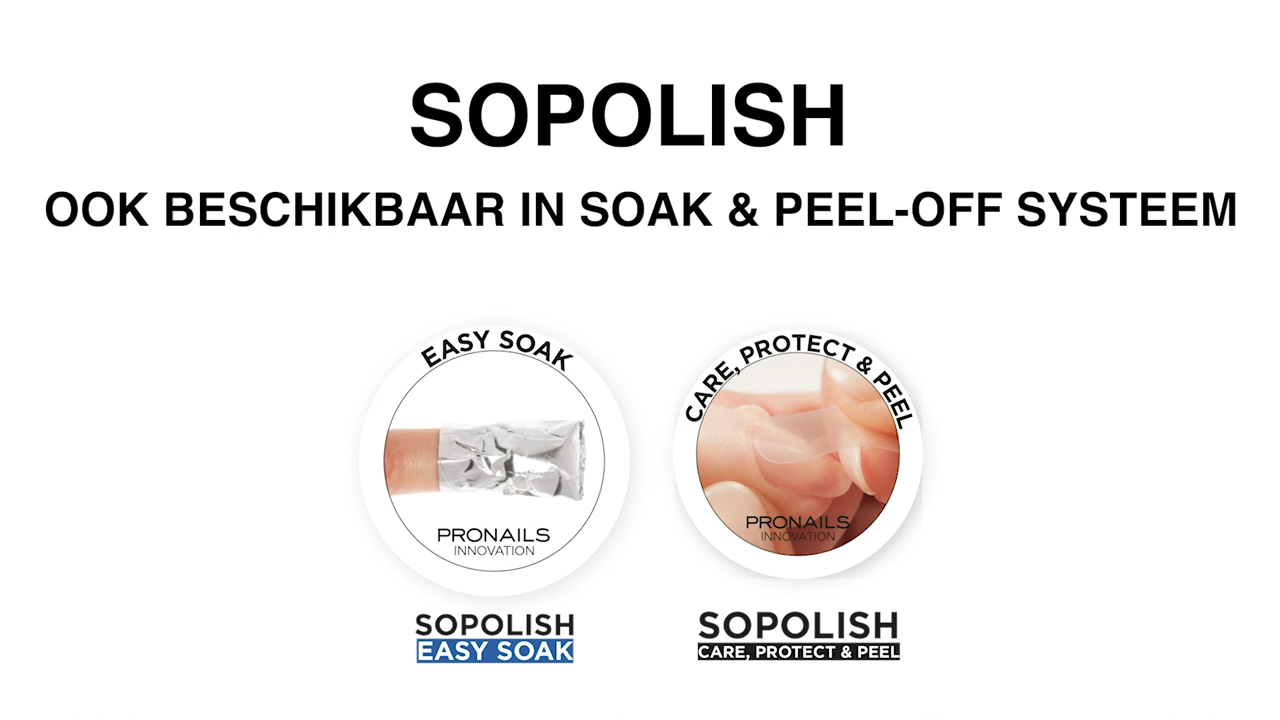 SOPOLISH
OOK BESCHIKBAAR IN SOAK & PEEL-OFF SYSTEEM
EASY SOAK
PRONAILS
INNOVATION
CARE, PROTECT & PEEL
PRONAILS
INNOVATION
SOPOLISH
EASY SOAK
SOPOLISH
CARE, PROTECT & PEEL